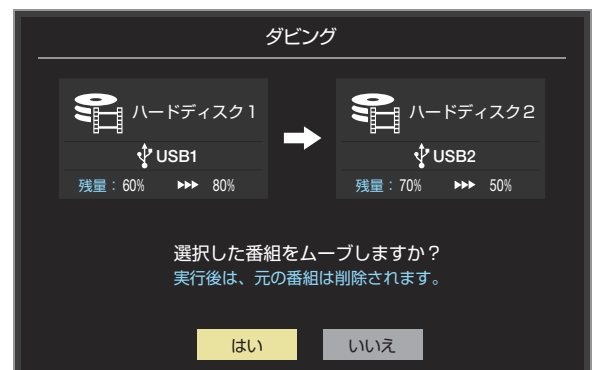 ダビング
ハードディスク1
USB1
残量：60% ▸▸▸ 80%
ハードディスク2
USB2
残量：70% ▸▸▸ 50%
選択した番組をムーブしますか？
実行後は、元の番組は削除されます。
はい
いいえ